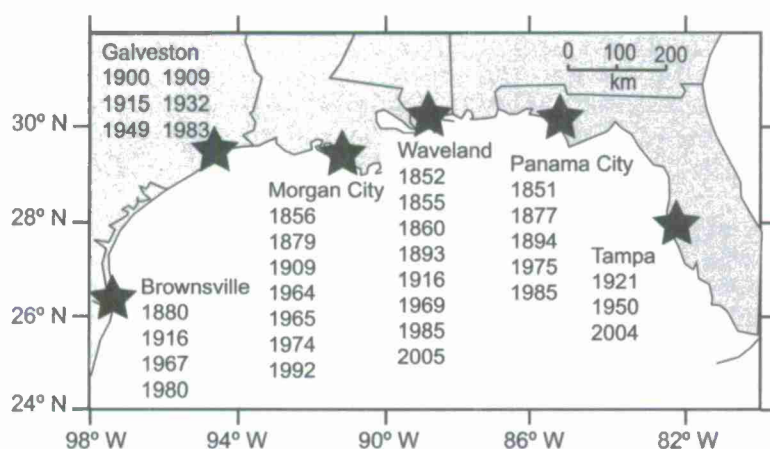 Galveston
1900 1909
1915 1932
1949 1983
0 100 200
km
30° N
28° N
26° N
24° N
Morgan City
1856
1879
1909
1964
1965
1974
1992
Waveland
1852
1855
1860
1893
1916
1969
1985
2005
Panama City
1851
1877
1894
1975
1985
Tampa
1921
1950
2004
Brownsville
1880
1916
1967
1980
98° W 94° W 90° W 86° W 82° W